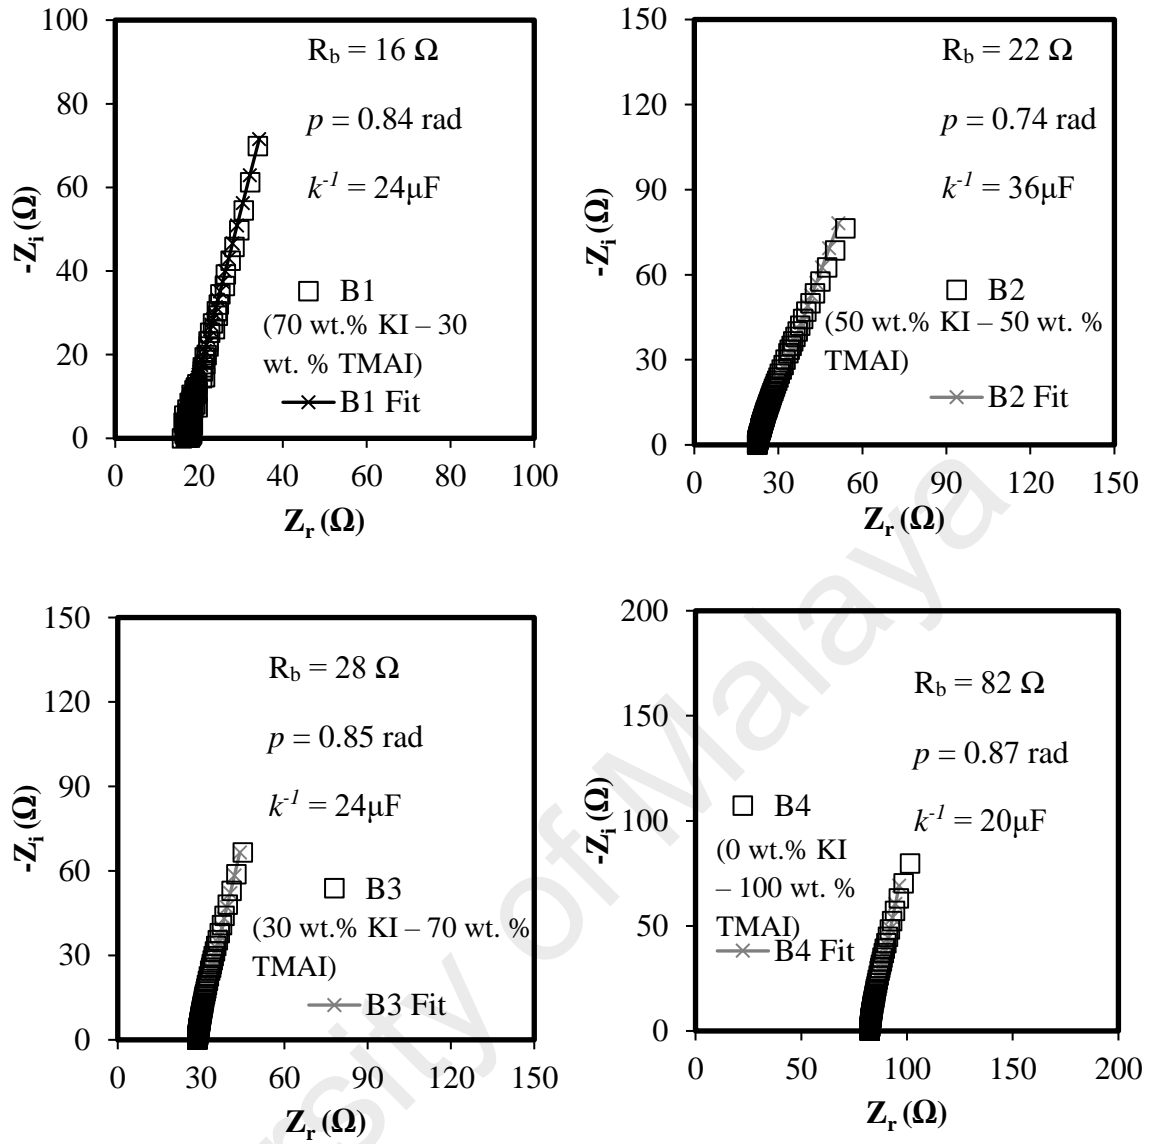 100
80
60
40
20
0
-Zi (Ω)
Rb = 16 Ω
p = 0.84 rad
k-1 = 24μF
B1
(70 wt.% KI – 30
wt. % TMAI)
B1 Fit
0 20 40 60 80 100
Zr (Ω)
150
120
90
60
30
0
-Zi (Ω)
Rb = 22 Ω
p = 0.74 rad
k-1 = 36μF
B2
(50 wt.% KI – 50 wt. %
TMAI)
B2 Fit
0 30 60 90 120 150
Zr (Ω)
150
120
90
60
30
0
-Zi (Ω)
Rb = 28 Ω
p = 0.85 rad
k-1 = 24μF
B3
(30 wt.% KI – 70 wt. %
TMAI)
B3 Fit
0 30 60 90 120 150
Zr (Ω)
200
150
100
50
0
-Zi (Ω)
Rb = 82 Ω
p = 0.87 rad
k-1 = 20μF
B4
(0 wt.% KI
– 100 wt. %
TMAI)
B4 Fit
0 50 100 150 200
Zr (Ω)
rsity of Malaya